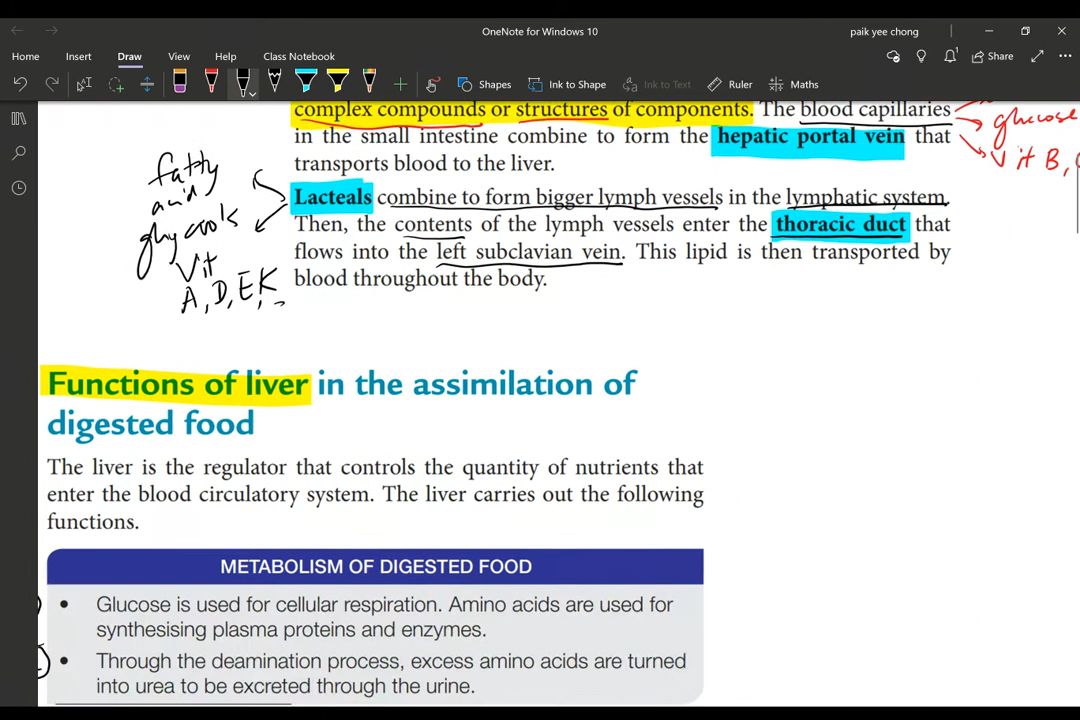 OneNote for Windows 10
paik yee chong
Home Insert Draw View Help Class Notebook
Share
Shapes Ink to Shape Ink to Text Ruler Maths
complex compounds or structures of components. The blood capillaries
in the small intestine combine to form the hepatic portal vein that
transports blood to the liver.
glucose
Vit B,
Lacteals combine to form bigger lymph vessels in the lymphatic system.
Then, the contents of the lymph vessels enter the thoracic duct that
flows into the left subclavian vein. This lipid is then transported by
blood throughout the body.
fatty
acid
Vit
A, D, E, K
Functions of liver in the assimilation of
digested food
The liver is the regulator that controls the quantity of nutrients that
enter the blood circulatory system. The liver carries out the following
functions.
METABOLISM OF DIGESTED FOOD
• Glucose is used for cellular respiration. Amino acids are used for
synthesising plasma proteins and enzymes.
• Through the deamination process, excess amino acids are turned
into urea to be excreted through the urine.